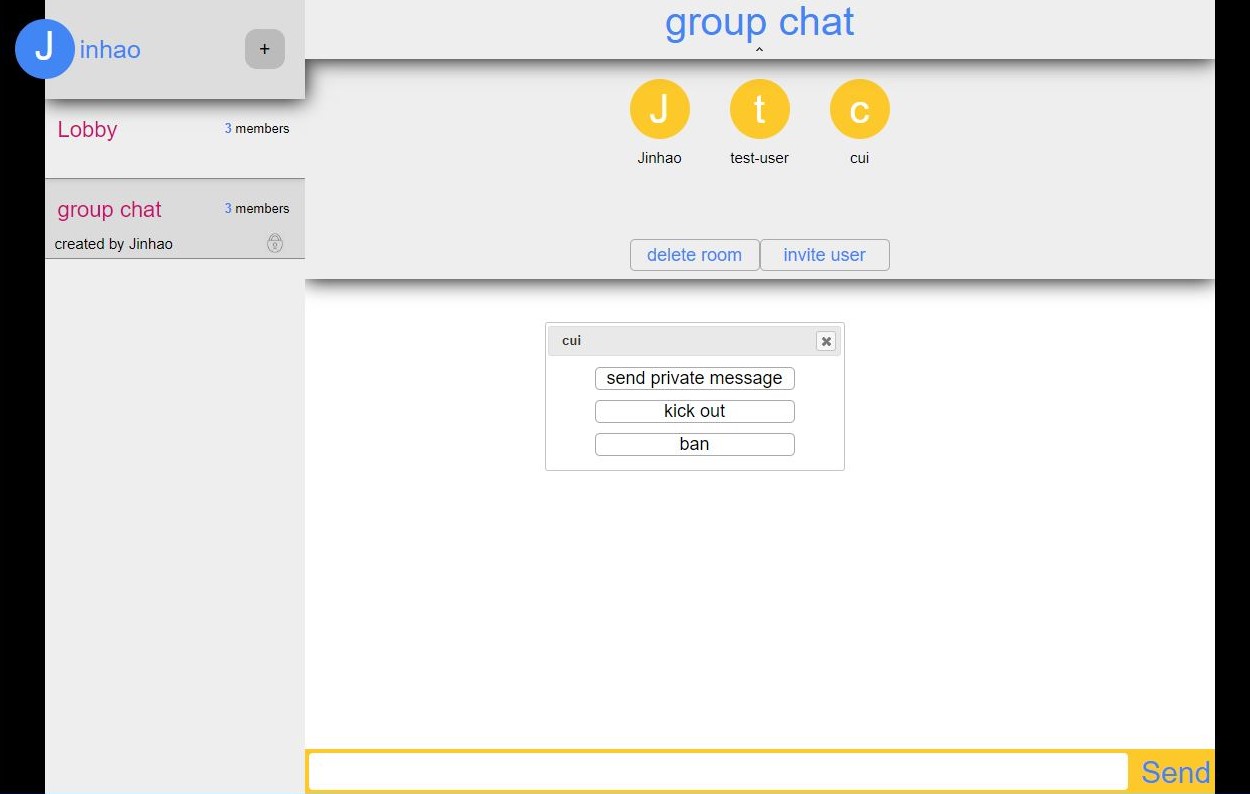 J inhao +
Lobby 3 members
group chat 3 members
created by Jinhao
group chat
J t c
Jinhao test-user cui
delete room invite user
cui
send private message
kick out
ban
Send